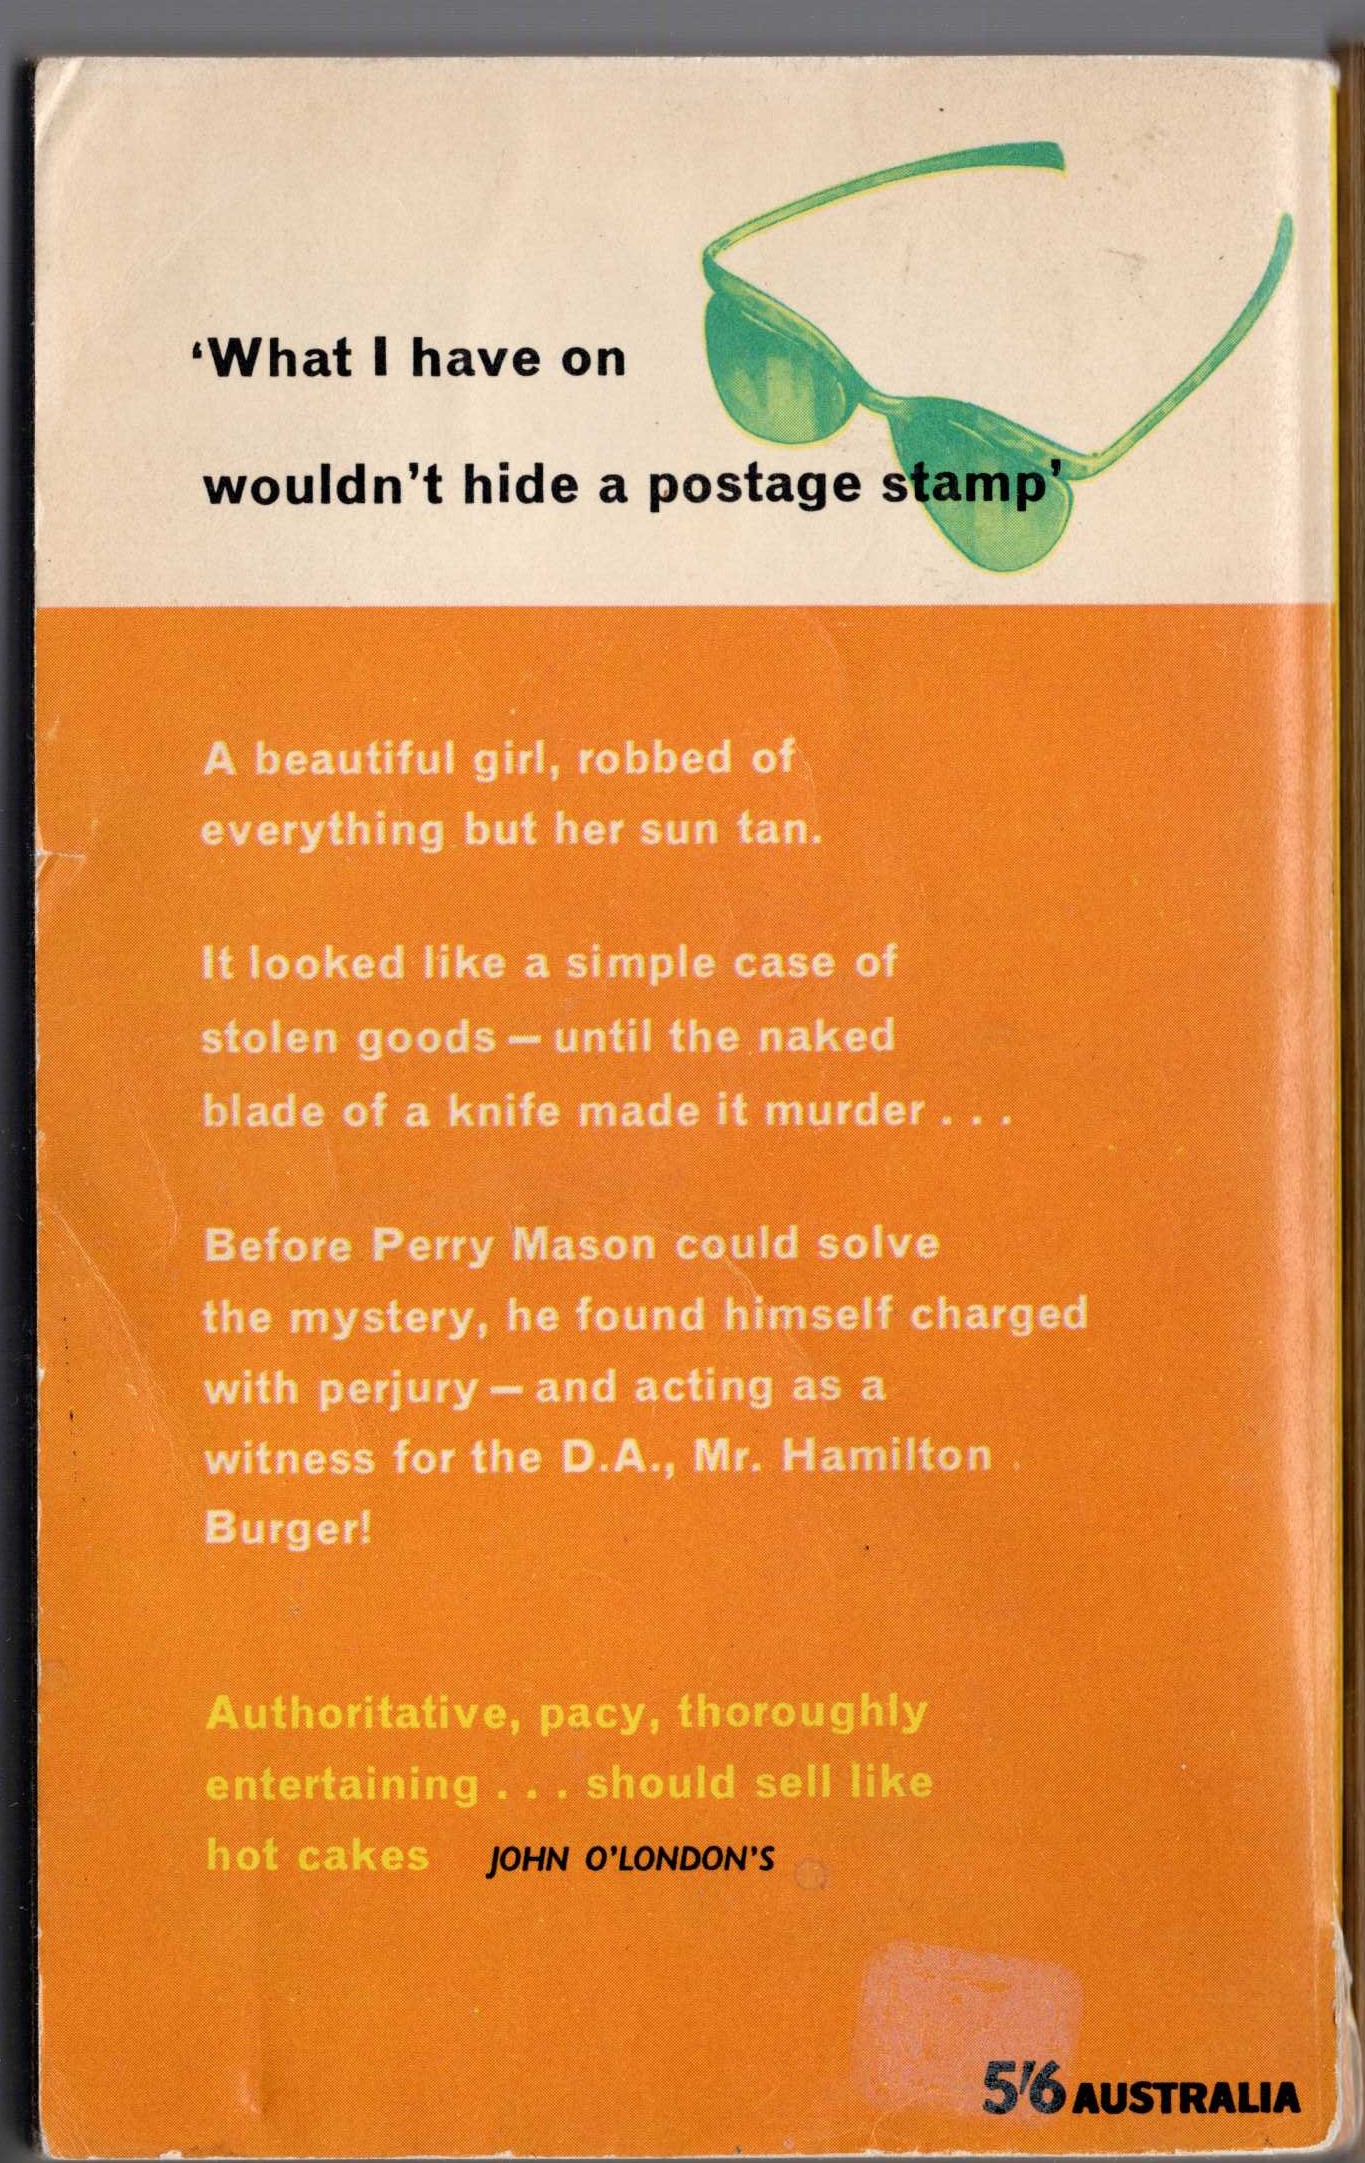 ‘What I have on
wouldn’t hide a postage stamp’
A beautiful girl, robbed of
everything but her sun tan.
It looked like a simple case of
stolen goods — until the naked
blade of a knife made it murder . . .
Before Perry Mason could solve
the mystery, he found himself charged
with perjury — and acting as a
witness for the D.A., Mr. Hamilton
Burger!
Authoritative, pacy, thoroughly
entertaining . . . should sell like
hot cakes JOHN O'LONDON'S
5'/6 AUSTRALIA